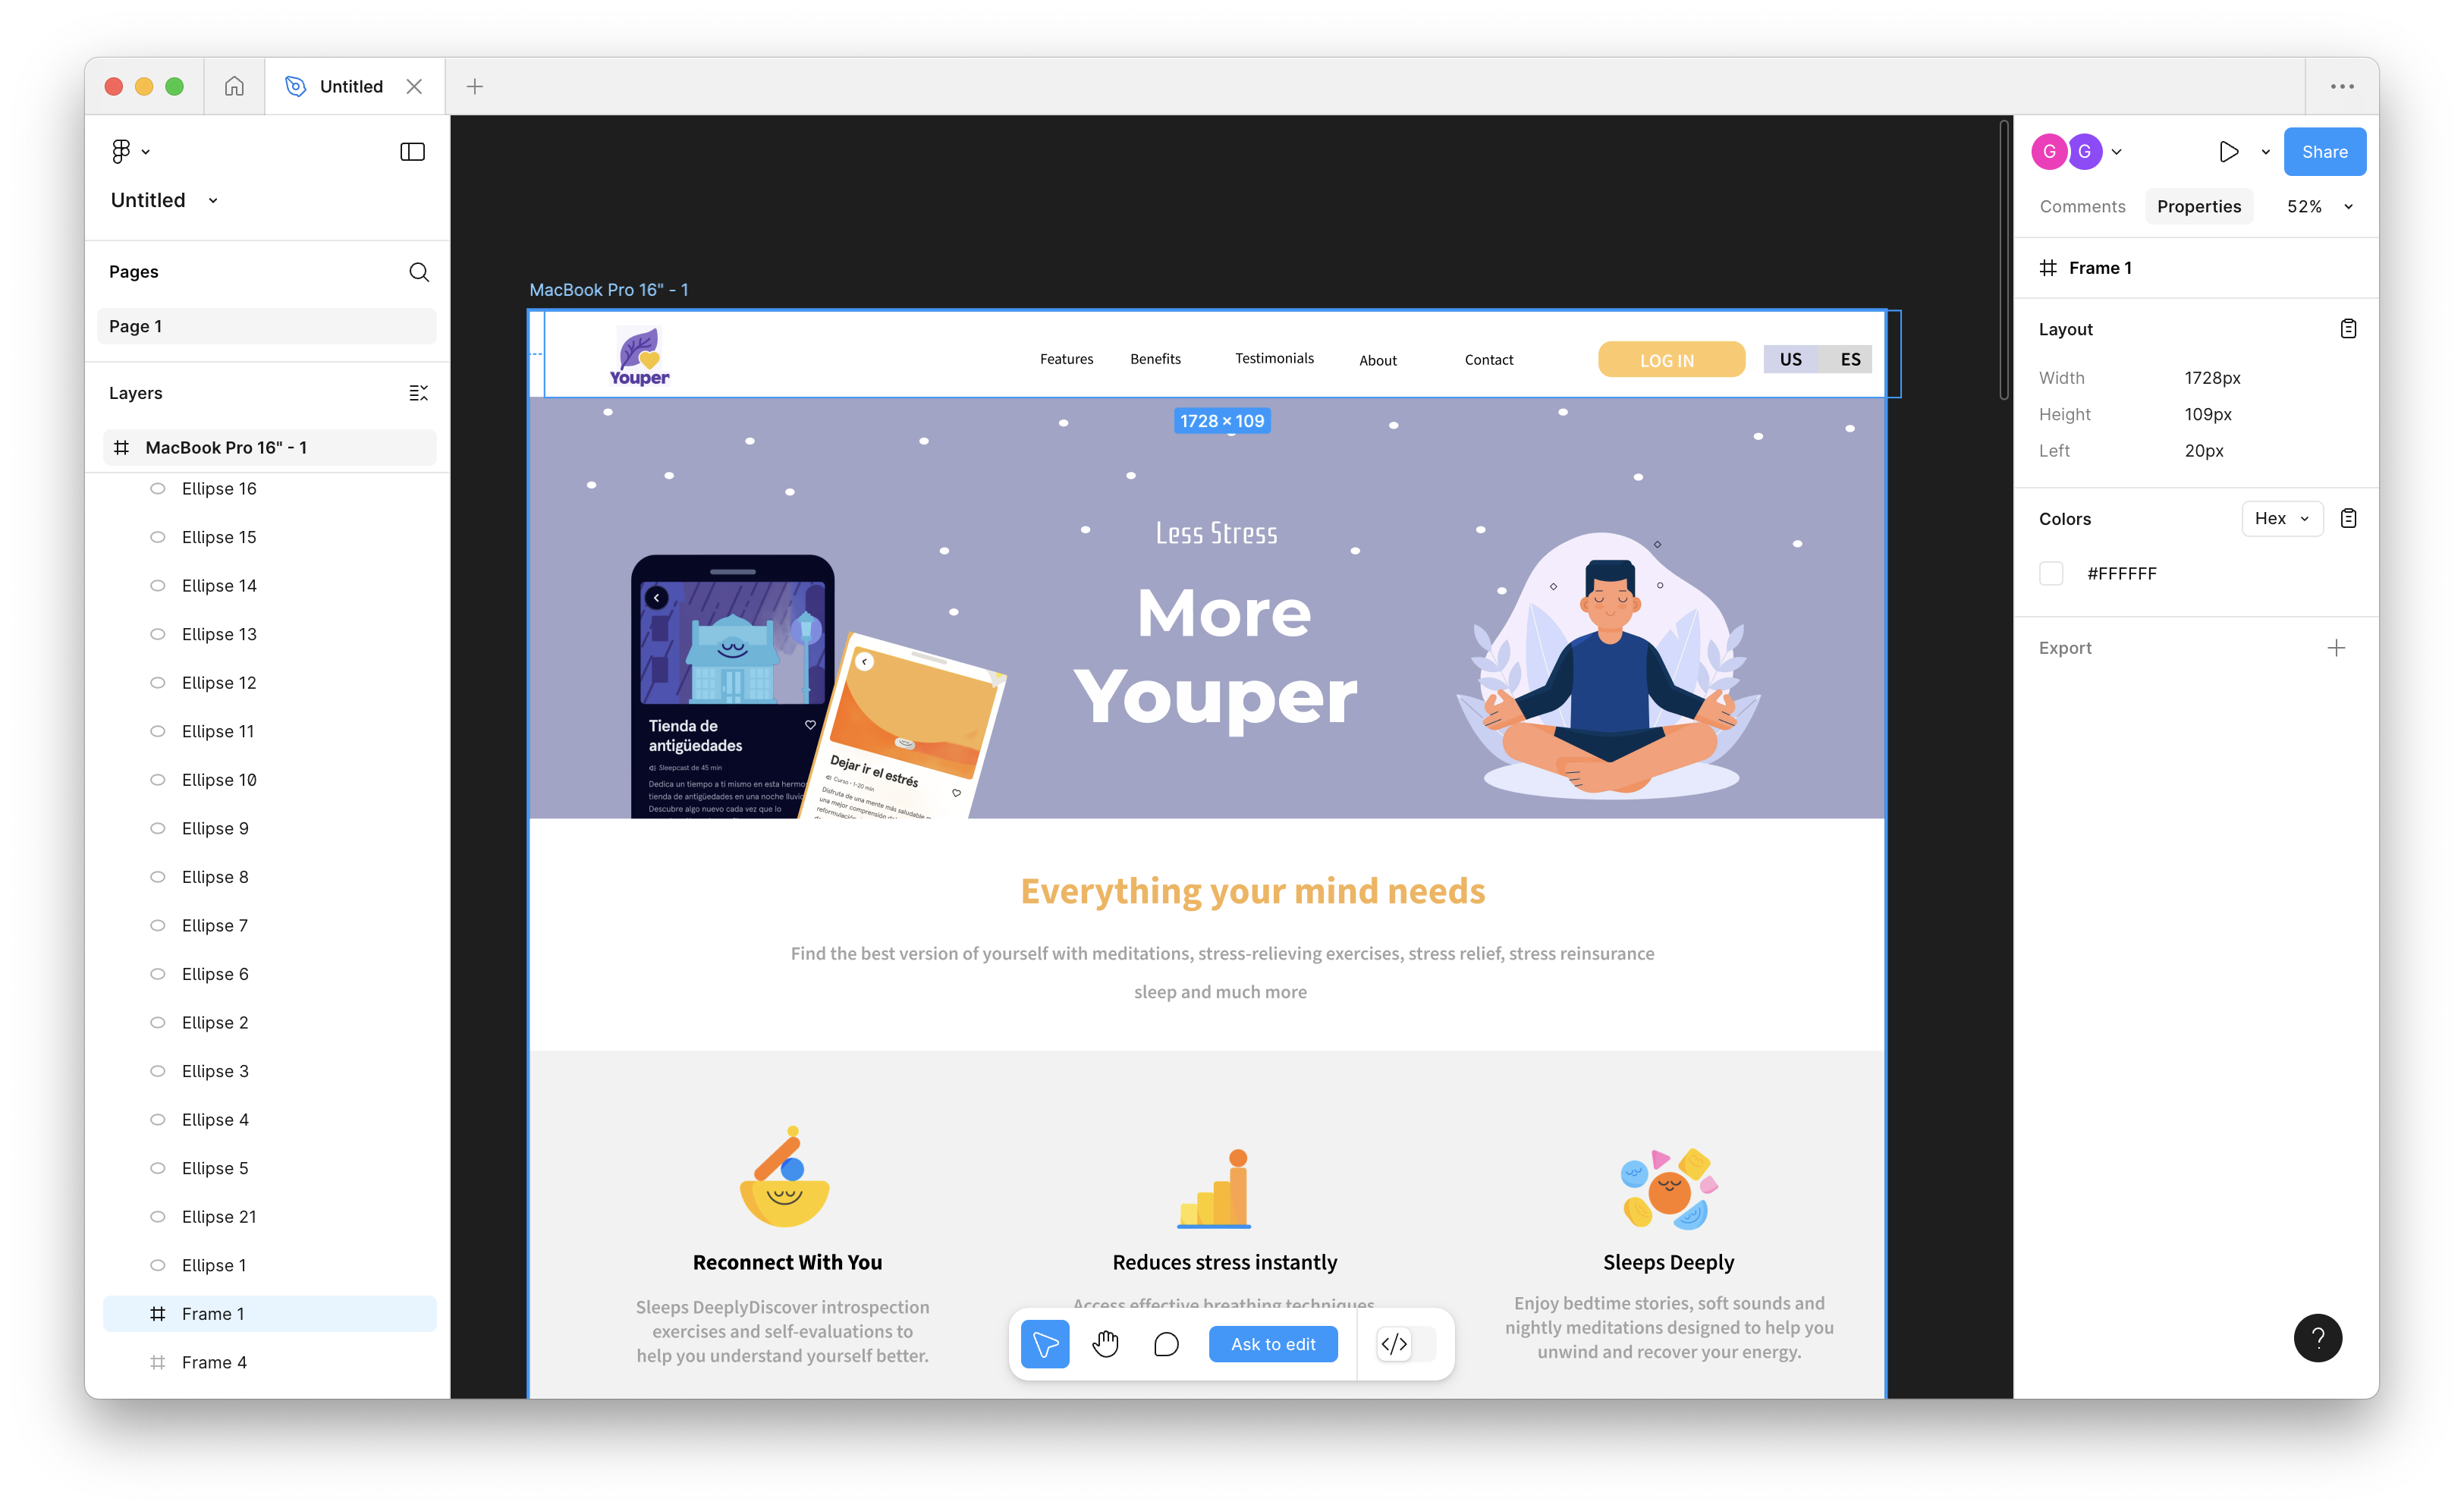 Untitled
Untitled
Pages
Page 1
Layers
MacBook Pro 16" - 1
Ellipse 16
Ellipse 15
Ellipse 14
Ellipse 13
Ellipse 12
Ellipse 11
Ellipse 10
Ellipse 9
Ellipse 8
Ellipse 7
Ellipse 6
Ellipse 2
Ellipse 3
Ellipse 4
Ellipse 5
Ellipse 21
Ellipse 1
Frame 1
Frame 4
MacBook Pro 16" - 1
Youper
Features
Benefits
Testimonials
About
Contact
LOG IN
US
ES
1728 × 109
Less Stress
More
Youper
Tienda de
antigüedades
Sleepcast de 45 min
Dedica un tiempo a ti mismo en esta hermo
tienda de antigüedades en una noche lluvio
Descubre algo nuevo cada vez que lo
Dejar ir el estrés
Curso • 1-20 min
Disfruta de una mente más saludable
una mejor comprensión
reformulación
Everything your mind needs
Find the best version of yourself with meditations, stress-relieving exercises, stress relief, stress reinsurance
sleep and much more
Reconnect With You
Sleeps DeeplyDiscover introspection
exercises and self-evaluations to
help you understand yourself better.
Reduces stress instantly
Access effective breathing techniques
Sleeps Deeply
Enjoy bedtime stories, soft sounds and
nightly meditations designed to help you
unwind and recover your energy.
Ask to edit
G
G
Share
Comments
Properties
52%
Frame 1
Layout
Width
1728px
Height
109px
Left
20px
Colors
Hex
#FFFFFF
Export
?